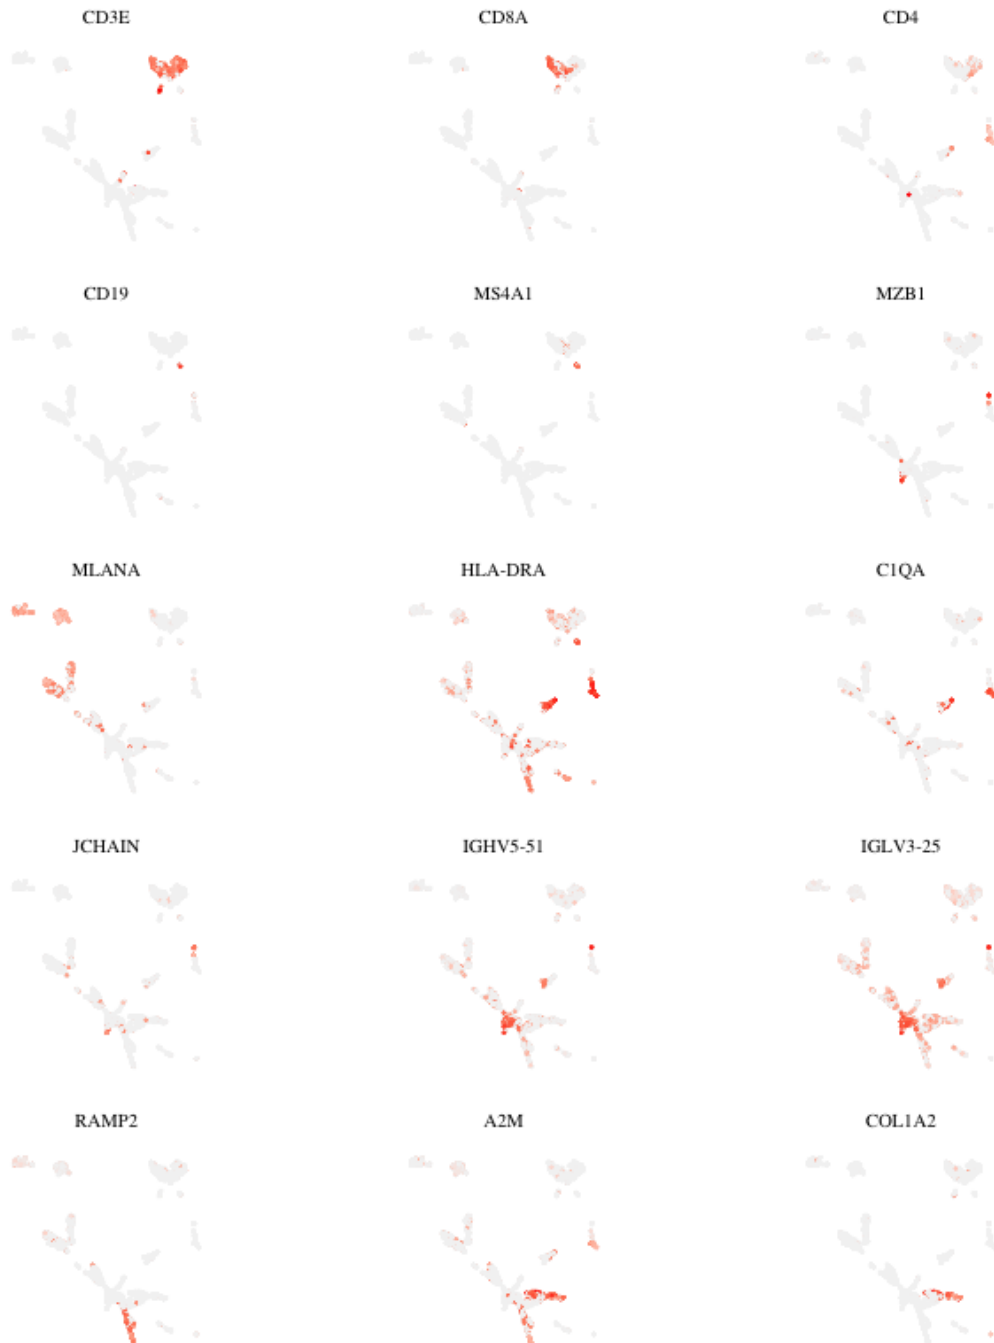 CD3E CD8A CD4
CD19 MS4A1 MZB1
MLANA HLA-DRA C1QA
JCHAIN IGHV5-51 IGLV3-25
RAMP2 A2M COL1A2